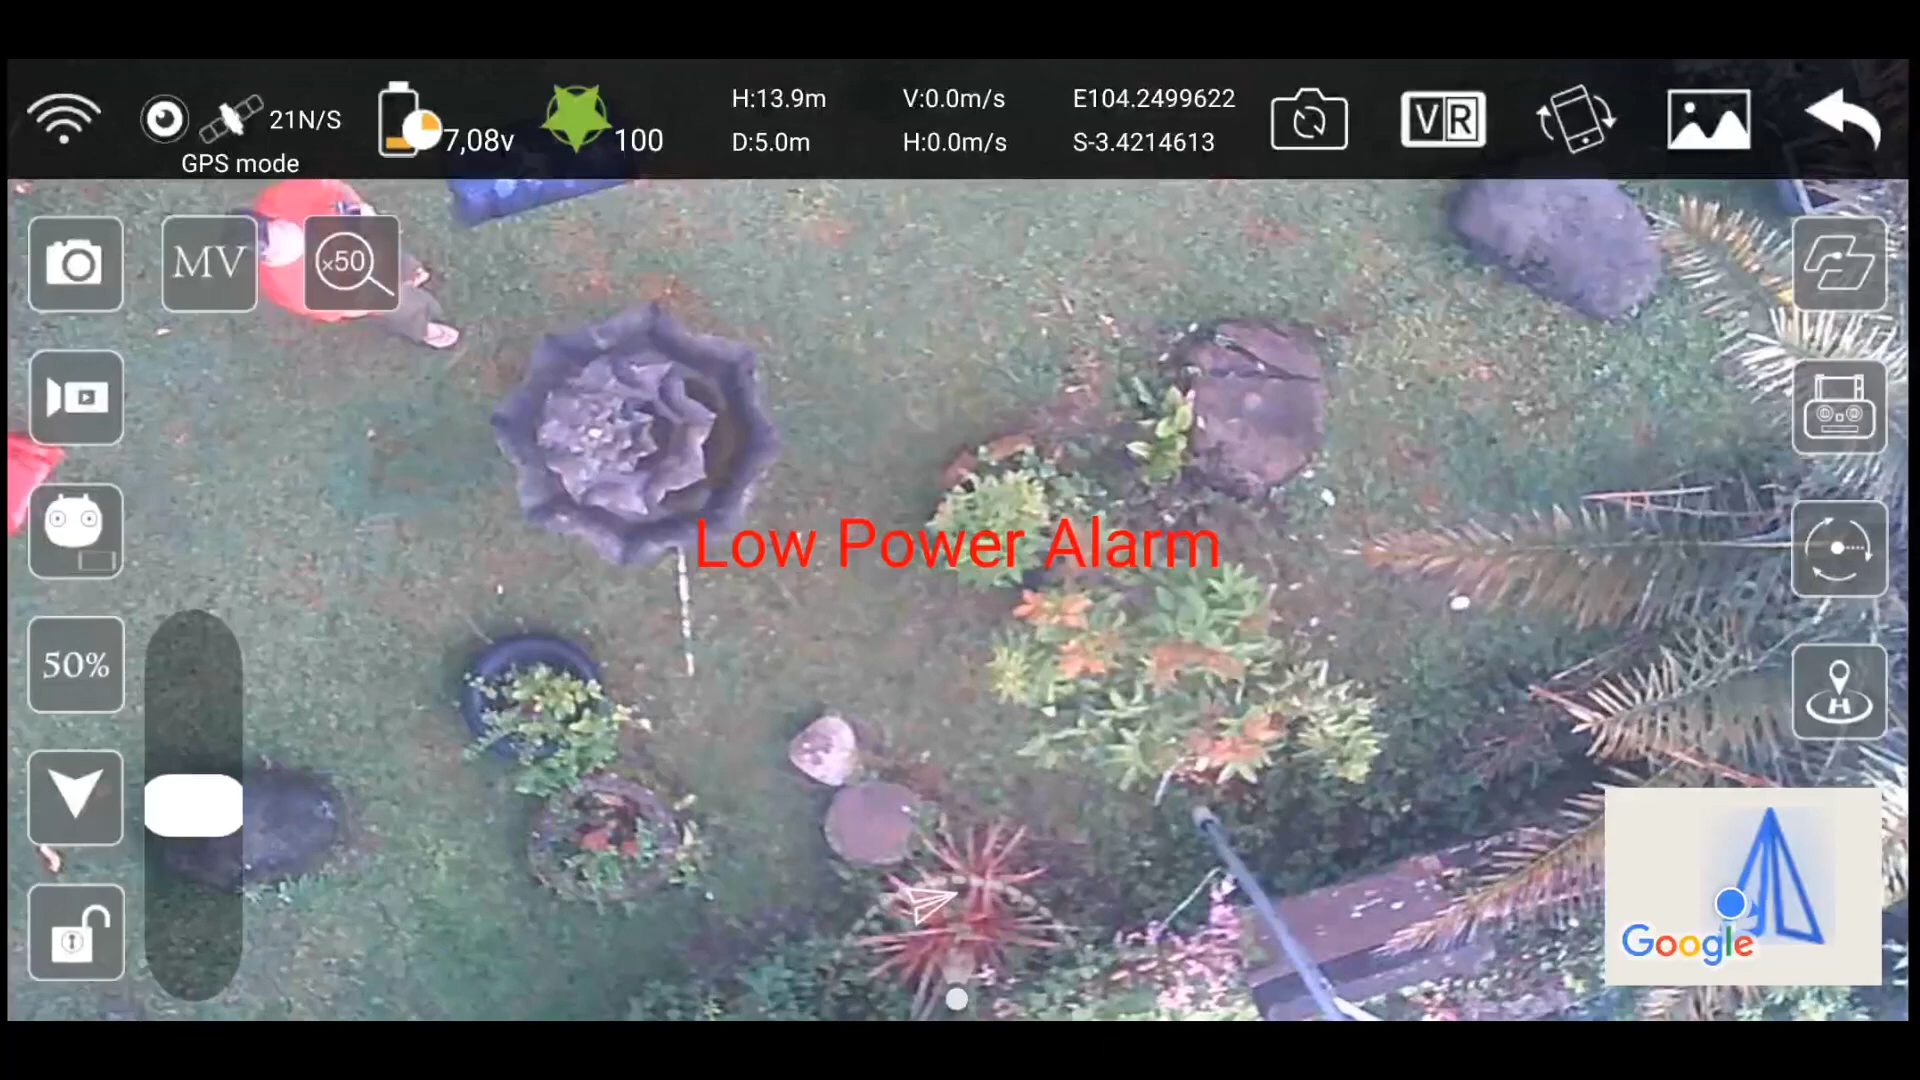 21N/S
GPS mode
7,08v
100
H:13.9m
V:0.0m/s
E104.2499622
D:5.0m
H:0.0m/s
S-3.4214613
VR
MV
x50
Low Power Alarm
50%
H
Google